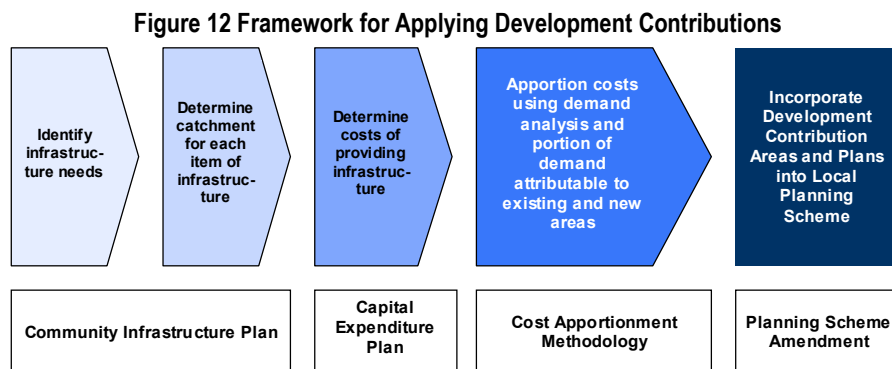 Figure 12 Framework for Applying Development Contributions
Identify
infrastruc-
ture needs
Determine
catchment
for each
item of
infrastruc-
ture
Determine
costs of
providing
infrastructure
Apportion costs
using demand
analysis and
portion of
demand
attributable to
existing and new
areas
Incorporate
Development
Contribution
Areas and Plans
into Local
Planning
Scheme
Community Infrastructure Plan
Capital
Expenditure
Plan
Cost Apportionment
Methodology
Planning Scheme
Amendment